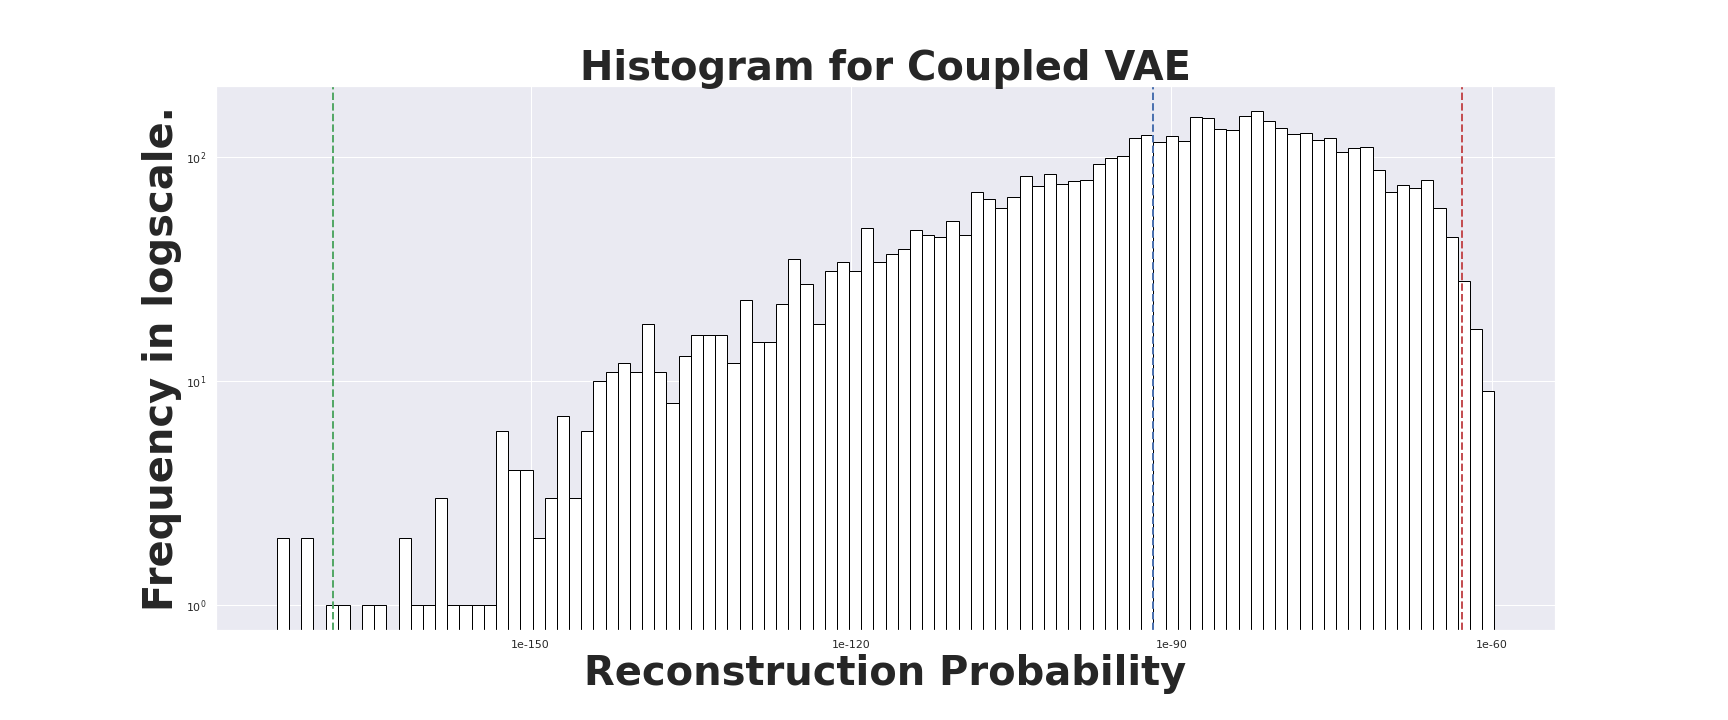 Histogram for Coupled VAE
Frequency in logscale.
10²
10¹
10⁰
1e-150
1e-120
1e-90
1e-60
Reconstruction Probability